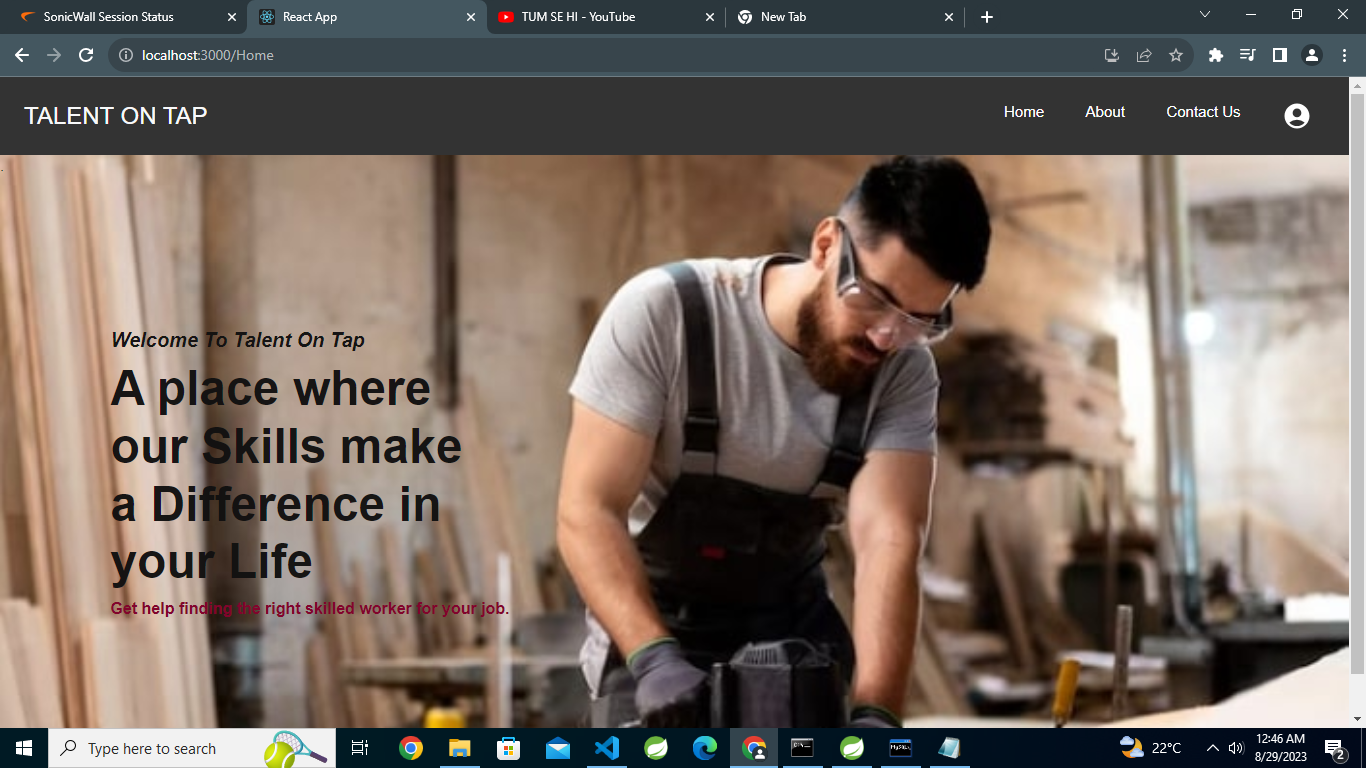 SonicWall Session Status
React App
TUM SE HI - YouTube
New Tab
localhost:3000/Home
TALENT ON TAP
Home
About
Contact Us
Welcome To Talent On Tap
A place where
our Skills make
a Difference in
your Life
Get help finding the right skilled worker for your job.
Type here to search
22°C
12:46 AM
8/29/2023
2